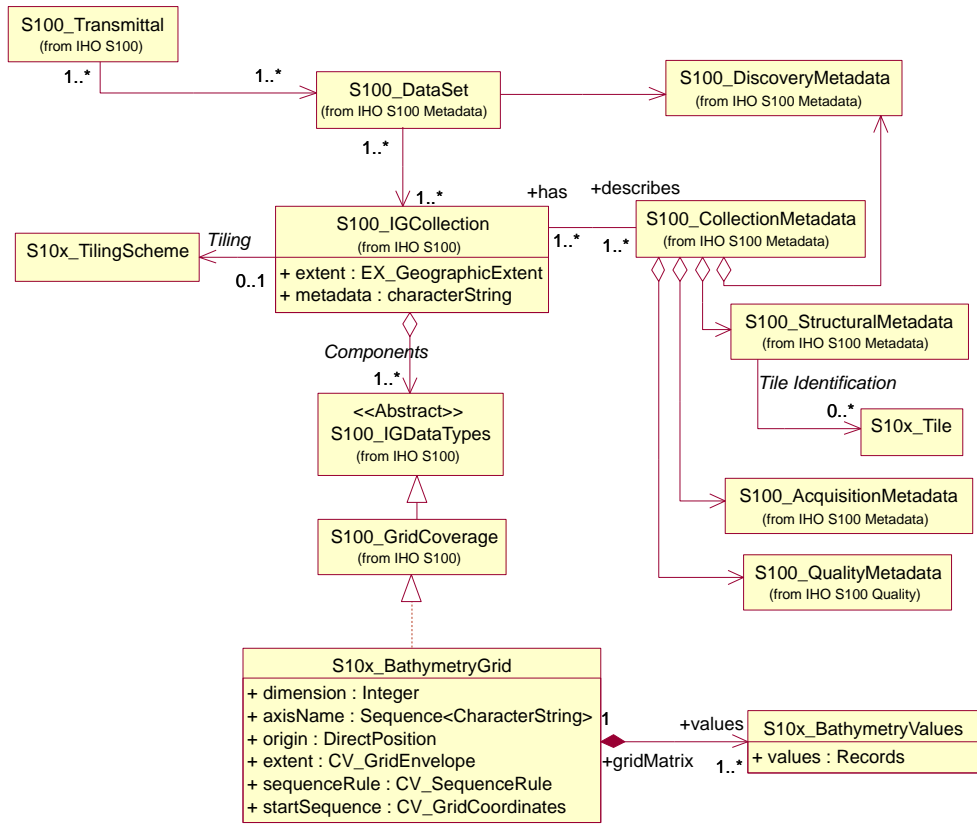 S100_Transmittal
(from IHO S100)
1..*
1..*
S100_DataSet
(from IHO S100 Metadata)
S100_DiscoveryMetadata
(from IHO S100 Metadata)
1..*
1..*
+has
+describes
S100_IGCollection
(from IHO S100)
+ extent : EX_GeographicExtent
+ metadata : characterString
1..*
1..*
S100_CollectionMetadata
(from IHO S100 Metadata)
S10x_TilingScheme
Tiling
0..1
S100_StructuralMetadata
(from IHO S100 Metadata)
Components
1..*
Tile Identification
0..*
S10x_Tile
<<Abstract>>
S100_IGDataTypes
(from IHO S100)
S100_AcquisitionMetadata
(from IHO S100 Metadata)
S100_GridCoverage
(from IHO S100)
S100_QualityMetadata
(from IHO S100 Quality)
S10x_BathymetryGrid
+ dimension : Integer
+ axisName : Sequence<CharacterString>
+ origin : DirectPosition
+ extent : CV_GridEnvelope
+ sequenceRule : CV_SequenceRule
+ startSequence : CV_GridCoordinates
1
+values
+gridMatrix
1..*
S10x_BathymetryValues
+ values : Records